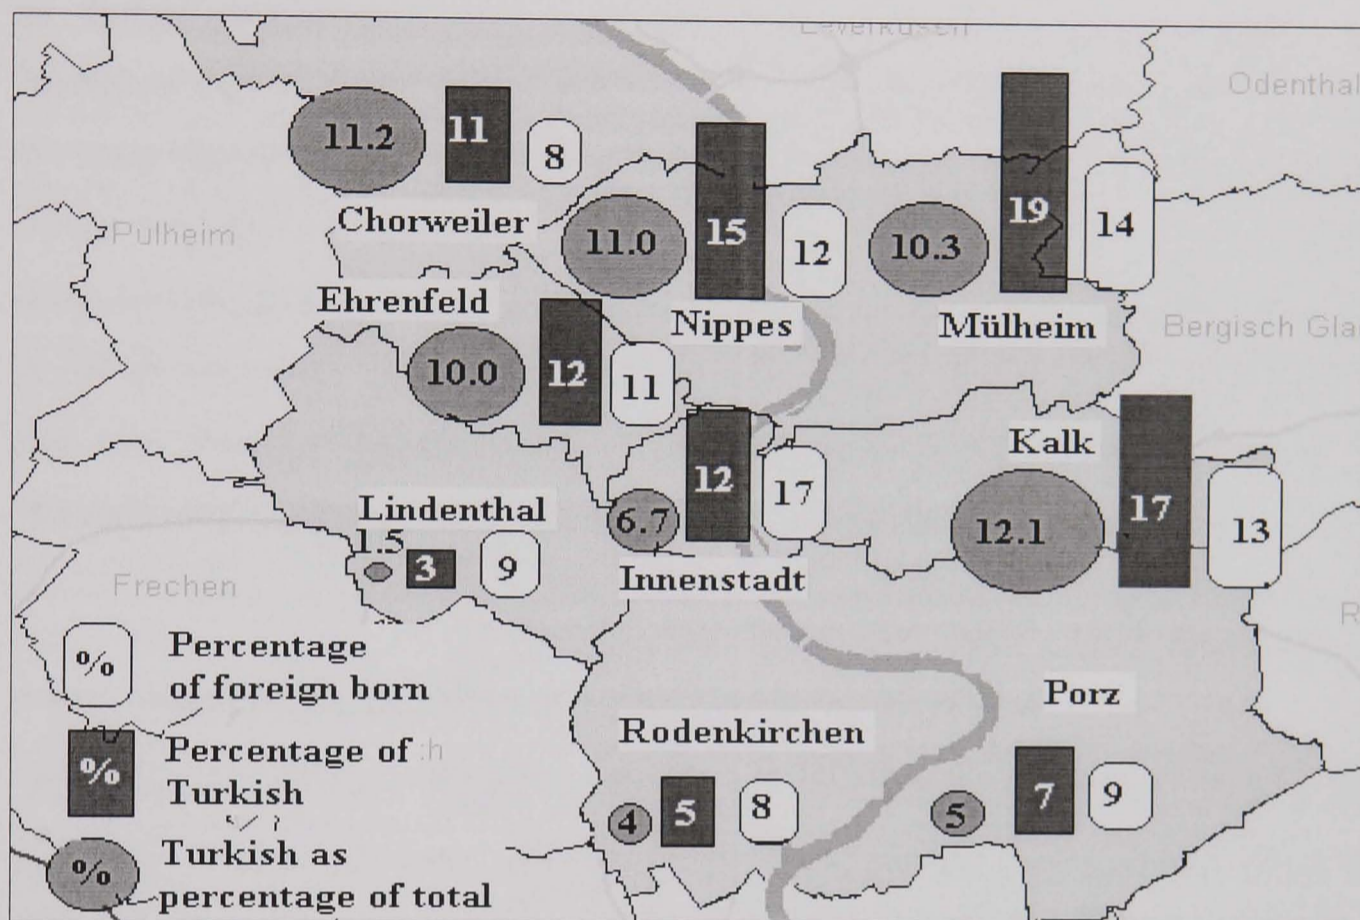 Leverkusen
Odenthal
11.2 11 8
Chorweiler
Pulheim
11.0 15 12
Nippes
10.3 19 14
Mülheim
Ehrenfeld
10.0 12 11
Bergisch Gla
Kalk
12.1 17 13
Lindenthal
1.5 3 9
6.7 12 17
Innenstadt
Frechen
R
% Percentage
of foreign born
% Percentage of
Turkish
% Turkish as
percentage of total
:h
Rodenkirchen
4 5 8
Porz
5 7 9